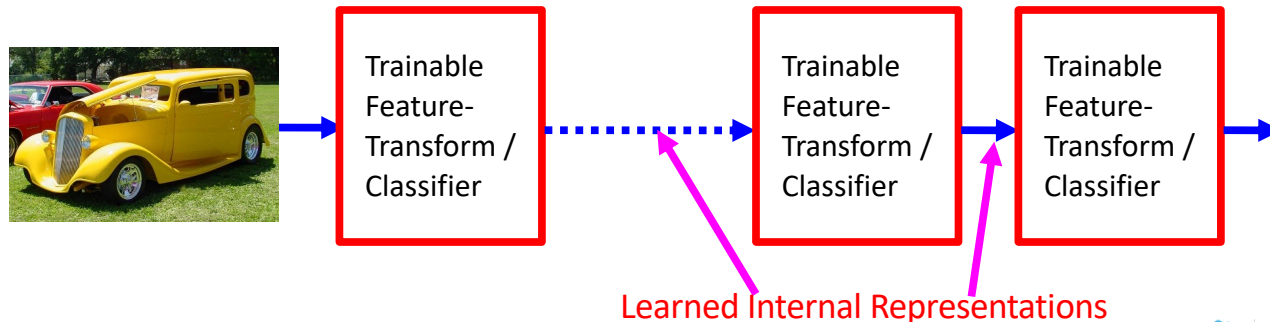 Trainable
Feature-
Transform /
Classifier
Trainable
Feature-
Transform /
Classifier
Trainable
Feature-
Transform /
Classifier
Learned Internal Representations